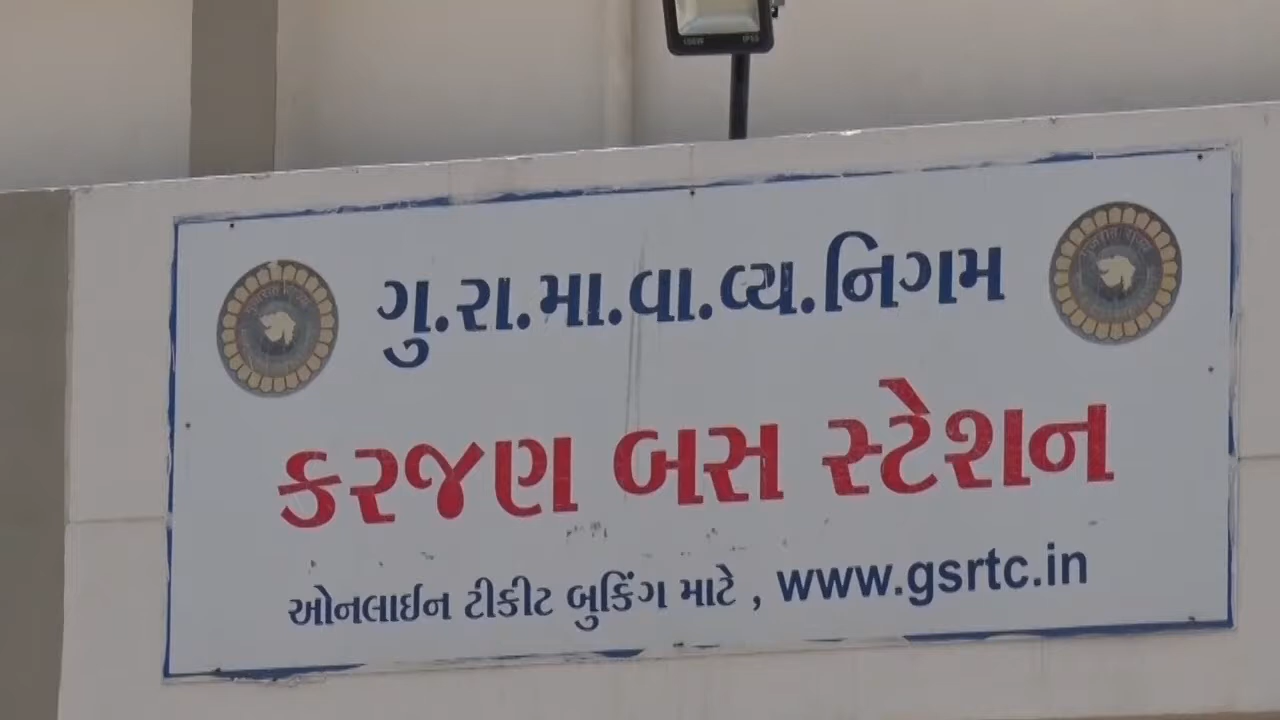 ગુ.રા.મા.વા.વ્ય.નિગમ
કરજણ બસ સ્ટેશન
ઓનલાઈન ટીકીટ બુકિંગ માટે , www.gsrtc.in